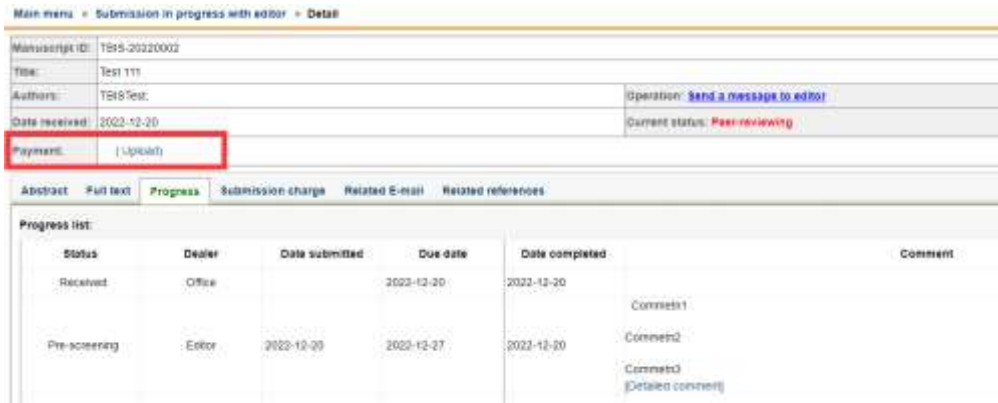 Main menu » Submission in progress with editor » Detail
Manuscript ID: TBIS-20220002
Title: Test 111
Authors: TBISTest; Operation: Send a message to editor
Date received: 2022-12-20 Current status: Peer-reviewing
Payment: (Upload)
Abstract Full text Progress Submission charge Related E-mail Related references
Progress list:
Status Dealer Date submitted Due date Date completed Comment
Received Office 2022-12-20 2022-12-20
Commetn1
Pre-screening Editor 2022-12-20 2022-12-27 2022-12-20 Commetn2
Commetn3
[Detailed comment]